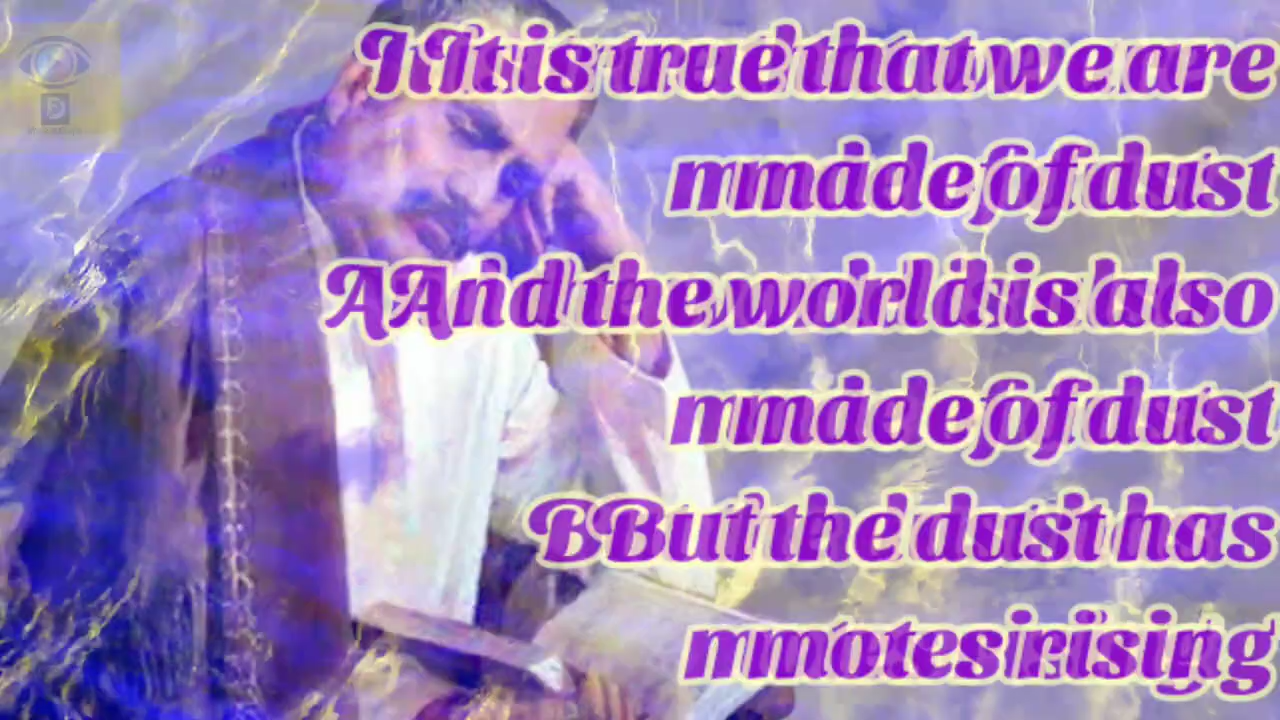 It is true that we are
made of dust
And the world is also
made of dust
But the dust has
motes rising